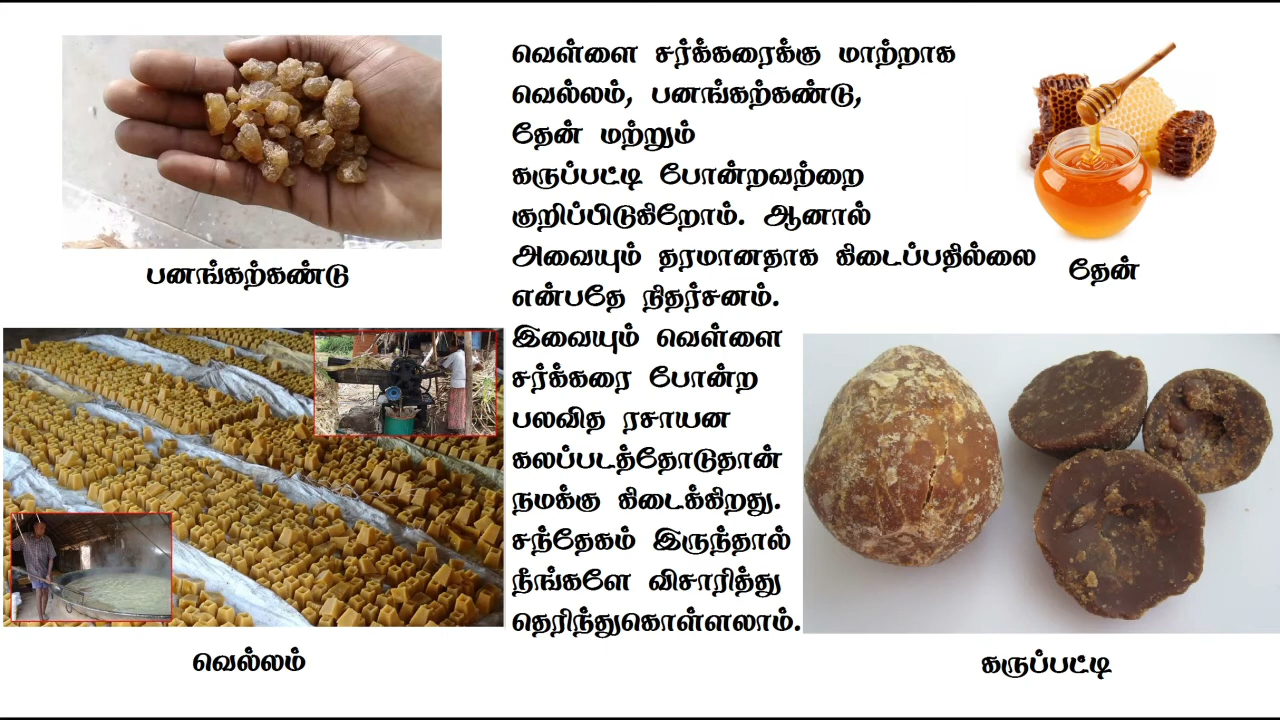 வெள்ளை சர்க்கரைக்கு மாற்றாக
வெல்லம், பனங்கற்கண்டு,
தேன் மற்றும்
கருப்பட்டி போன்றவற்றை
குறிப்பிடுகிறோம். ஆனால்
அவையும் தரமானதாக கிடைப்பதில்லை
என்பதே நிதர்சனம்.
இவையும் வெள்ளை
சர்க்கரை போன்ற
பலவித ரசாயன
கலப்படத்தோடுதான்
நமக்கு கிடைக்கிறது.
சந்தேகம் இருந்தால்
நீங்களே விசாரித்து
தெரிந்துகொள்ளலாம்.
பனங்கற்கண்டு
தேன்
வெல்லம்
கருப்பட்டி